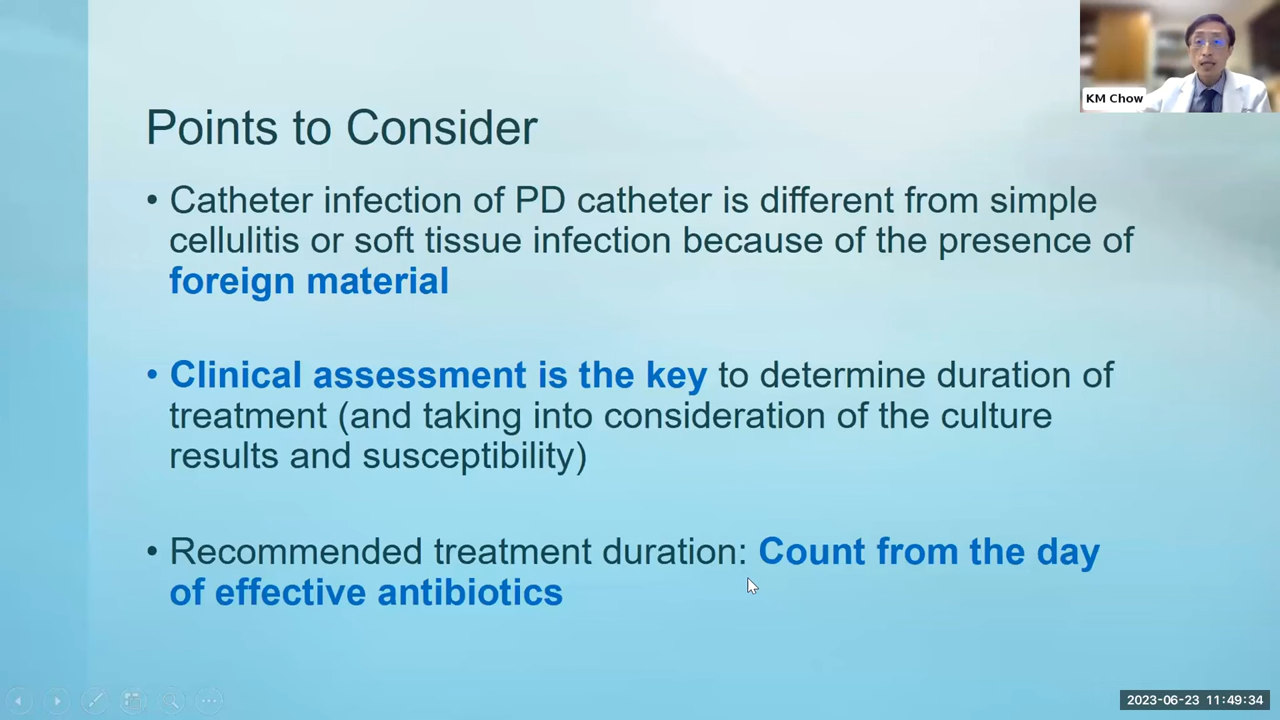 KM Chow
Points to Consider
• Catheter infection of PD catheter is different from simple
cellulitis or soft tissue infection because of the presence of
foreign material
• Clinical assessment is the key to determine duration of
treatment (and taking into consideration of the culture
results and susceptibility)
• Recommended treatment duration: Count from the day
of effective antibiotics
2023-06-23 11:49:34